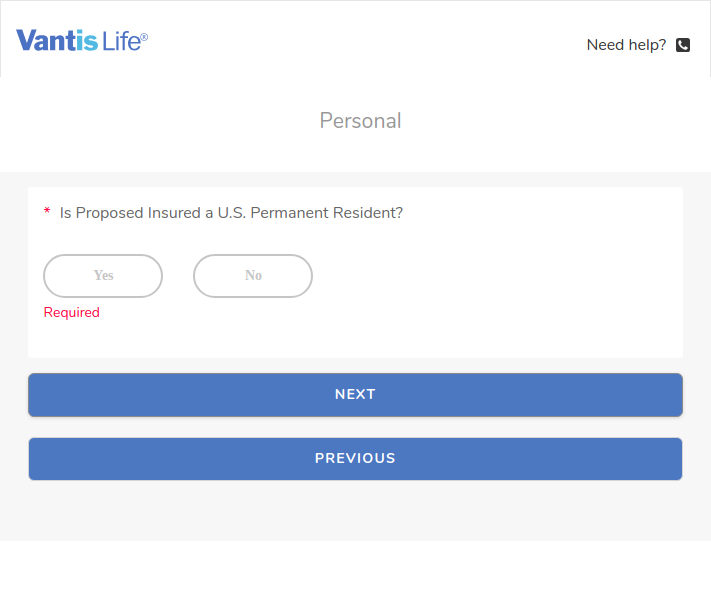 Vantis Life®
Need help?
Personal
* Is Proposed Insured a U.S. Permanent Resident?
Yes
No
Required
NEXT
PREVIOUS